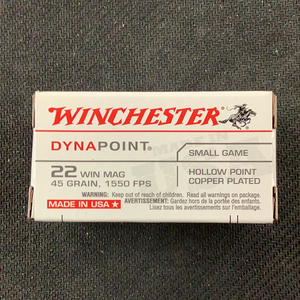 WINCHESTER
DYNAPOINT®
SMALL GAME
22 WIN MAG
45 GRAIN, 1550 FPS
HOLLOW POINT
COPPER PLATED
WARNING: Keep out of reach of children. Read all warnings on package.
AVERTISSEMENT: Gardez hors de la portée des enfants.
Lisez tous les avertissements sur l'emballage.
MADE IN USA